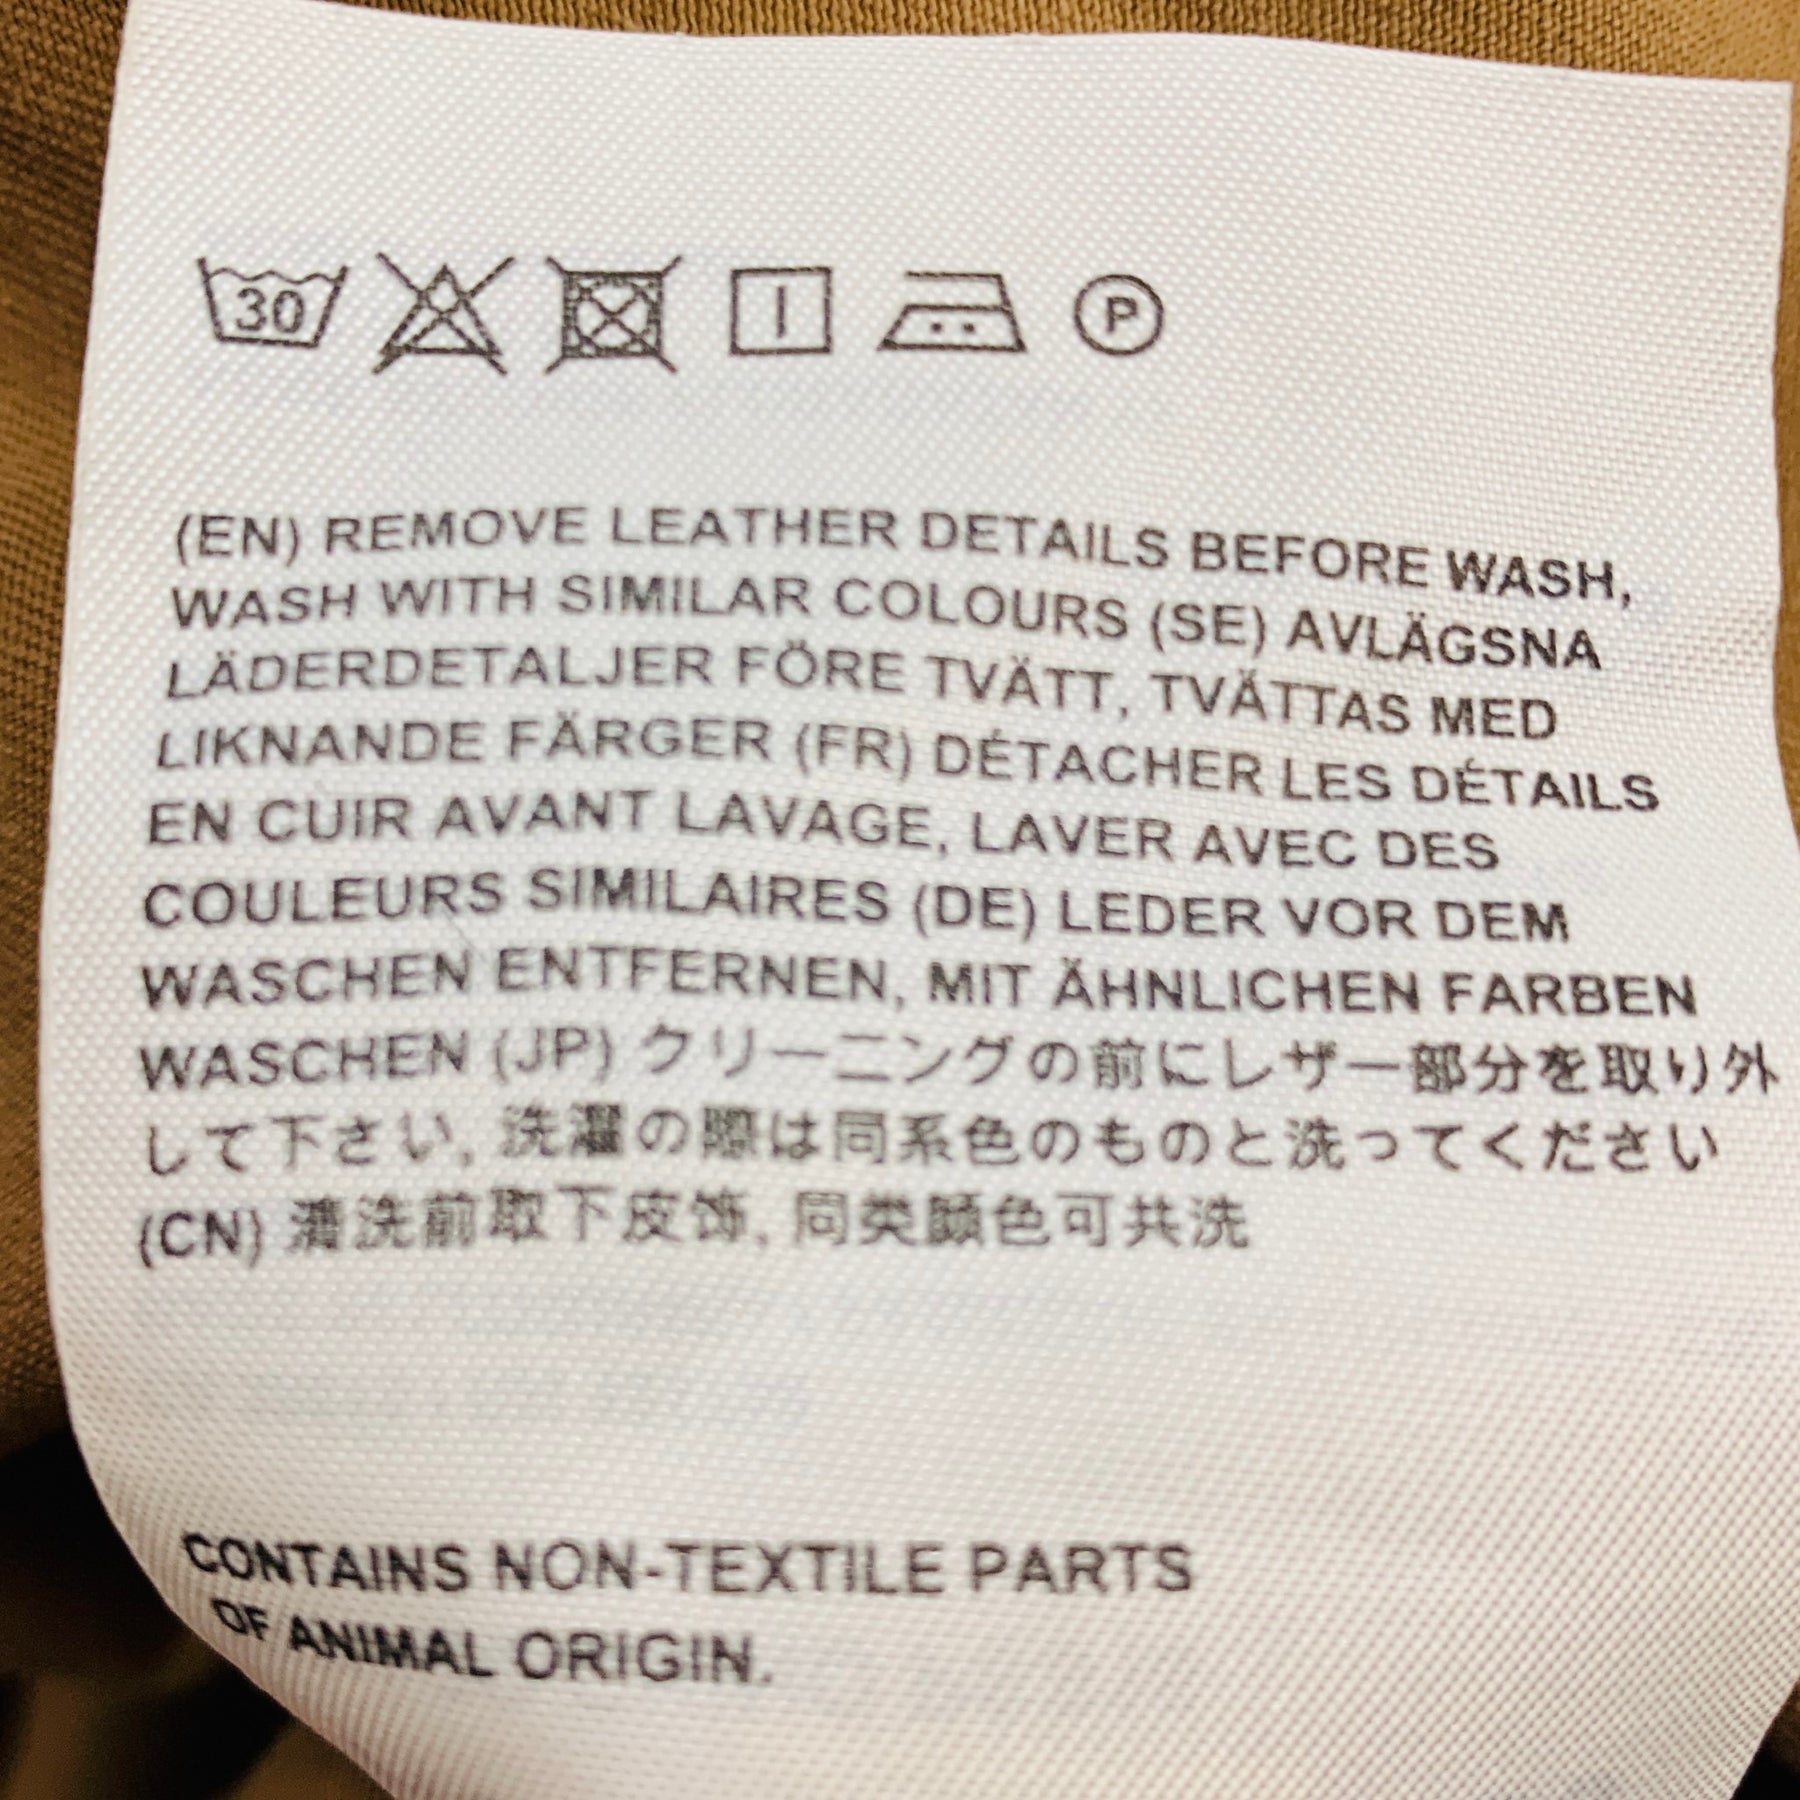 30 P
(EN) REMOVE LEATHER DETAILS BEFORE WASH,
WASH WITH SIMILAR COLOURS (SE) AVLÄGSNA
LÄDERDETALJER FÖRE TVÄTT, TVÄTTAS MED
LIKNANDE FÄRGER (FR) DÉTACHER LES DÉTAILS
EN CUIR AVANT LAVAGE, LAVER AVEC DES
COULEURS SIMILAIRES (DE) LEDER VOR DEM
WASCHEN ENTFERNEN, MIT ÄHNLICHEN FARBEN
WASCHEN (JP) クリーニングの前にレザー部分を取り外
して下さい, 洗濯の際は同系色のものと洗ってください
(CN) 清洗前取下皮饰, 同类颜色可共洗
CONTAINS NON-TEXTILE PARTS
OF ANIMAL ORIGIN.